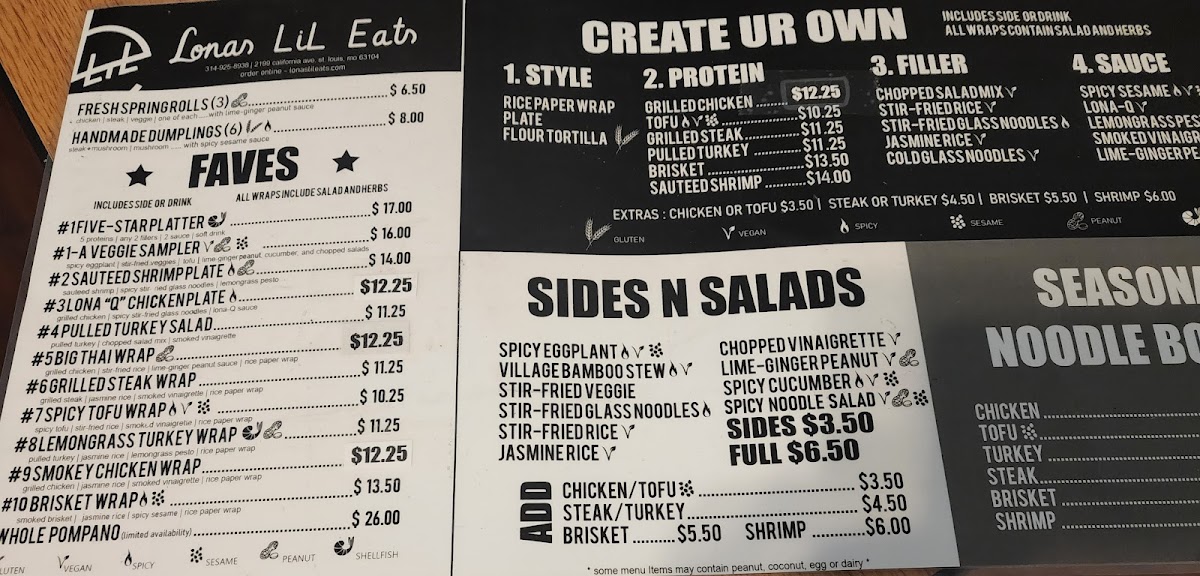 LiL
Lonas LiL Eats
314-925-8938 | 2199 california ave. st. louis, mo 63104
order online - lonaslileats.com
FRESH SPRING ROLLS (3) $ 6.50
chicken | steak | veggie | one of each ..... with lime-ginger peanut sauce
HANDMADE DUMPLINGS (6) $ 8.00
steak + mushroom | mushroom ..... with spicy sesame sauce
FAVES
INCLUDES SIDE OR DRINK ALL WRAPS INCLUDE SALAD AND HERBS
#1 FIVE-STAR PLATTER $ 17.00
5 proteins | any 2 fillers | 2 sauce | soft drink
#1-A VEGGIE SAMPLER $ 16.00
spicy eggplant | stir-fried veggies | tofu | lime-ginger peanut, cucumber, and chopped salads
#2 SAUTEED SHRIMP PLATE $ 14.00
sauteed shrimp | spicy stir-fried glass noodles | lemongrass pesto
#3 LONA "Q" CHICKEN PLATE $12.25
grilled chicken | spicy stir-fried glass noodles | lona-Q sauce
#4 PULLED TURKEY SALAD $ 11.25
pulled turkey | chopped salad mix | smoked vinaigrette
#5 BIG THAI WRAP $12.25
grilled chicken | stir fried rice | lime-ginger peanut sauce | rice paper wrap
#6 GRILLED STEAK WRAP $ 11.25
grilled steak | jasmine rice | smoked vinaigrette | rice paper wrap
#7 SPICY TOFU WRAP $ 10.25
spicy tofu | stir-fried rice | smoked vinaigrette | rice paper wrap
#8 LEMONGRASS TURKEY WRAP $ 11.25
pulled turkey | jasmine rice | lemongrass pesto | rice paper wrap
#9 SMOKEY CHICKEN WRAP $12.25
grilled chicken | jasmine rice | smoked vinaigrette | rice paper wrap
#10 BRISKET WRAP $ 13.50
smoked brisket | jasmine rice | spicy sesame | rice paper wrap
WHOLE POMPANO (limited availability) $ 26.00
LUTEN VEGAN SPICY SESAME PEANUT SHELLFISH
CREATE UR OWN
INCLUDES SIDE OR DRINK
ALL WRAPS CONTAIN SALAD AND HERBS
1. STYLE
RICE PAPER WRAP
PLATE
FLOUR TORTILLA
2. PROTEIN
GRILLED CHICKEN $12.25
TOFU $10.25
GRILLED STEAK $11.25
PULLED TURKEY $11.25
BRISKET $13.50
SAUTEED SHRIMP $14.00
3. FILLER
CHOPPED SALAD MIX
STIR-FRIED RICE
STIR-FRIED GLASS NOODLES
JASMINE RICE
COLD GLASS NOODLES
4. SAUCE
SPICY SESAME
LONA-Q
LEMONGRASS PES
SMOKED VINAIG
LIME-GINGER PE
EXTRAS : CHICKEN OR TOFU $3.50 | STEAK OR TURKEY $4.50 | BRISKET $5.50 | SHRIMP $6.00
GLUTEN VEGAN SPICY SESAME PEANUT
SIDES N SALADS
SPICY EGGPLANT
VILLAGE BAMBOO STEW
STIR-FRIED VEGGIE
STIR-FRIED GLASS NOODLES
STIR-FRIED RICE
JASMINE RICE
CHOPPED VINAIGRETTE
LIME-GINGER PEANUT
SPICY CUCUMBER
SPICY NOODLE SALAD
SIDES $3.50
FULL $6.50
ADD
CHICKEN/TOFU $3.50
STEAK/TURKEY $4.50
BRISKET $5.50 SHRIMP $6.00
* some menu Items may contain peanut, coconut, egg or dairy *
SEASON
NOODLE BO
CHICKEN
TOFU
TURKEY
STEAK
BRISKET
SHRIMP